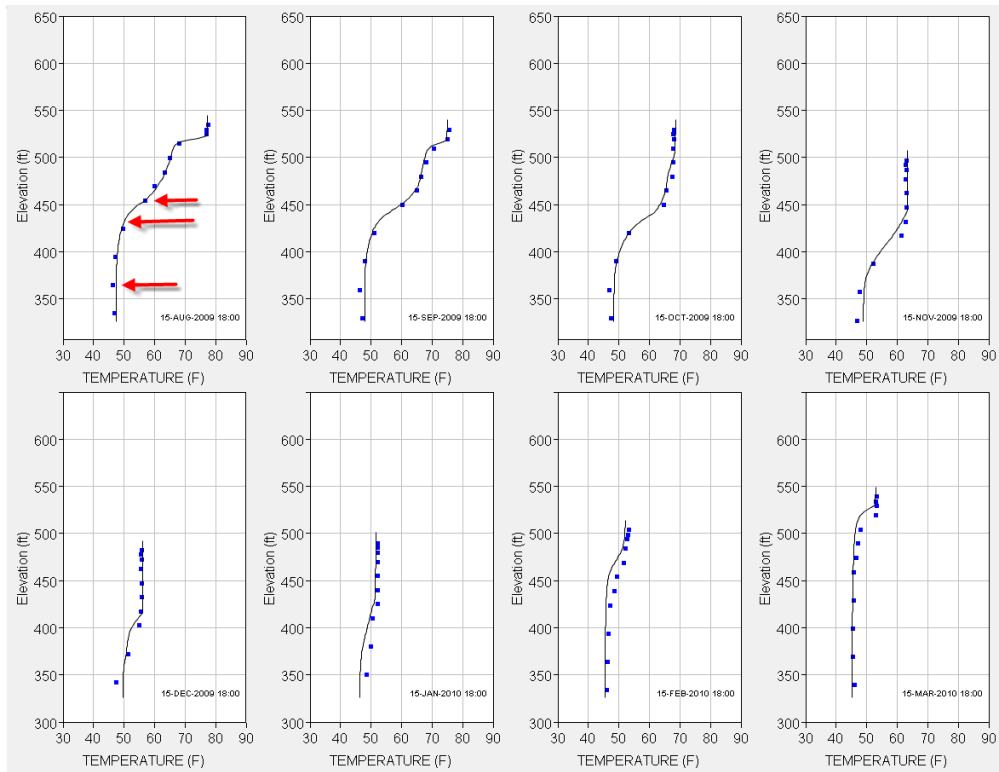 650
600
550
500
450
400
350
Elevation (ft)
15-AUG-2009 18:00
30 40 50 60 70 80 90
TEMPERATURE (F)
650
600
550
500
450
400
350
Elevation (ft)
15-SEP-2009 18:00
30 40 50 60 70 80 90
TEMPERATURE (F)
650
600
550
500
450
400
350
Elevation (ft)
15-OCT-2009 18:00
30 40 50 60 70 80 90
TEMPERATURE (F)
650
600
550
500
450
400
350
Elevation (ft)
15-NOV-2009 18:00
30 40 50 60 70 80 90
TEMPERATURE (F)
600
550
500
450
400
350
300
Elevation (ft)
15-DEC-2009 18:00
30 40 50 60 70 80 90
TEMPERATURE (F)
600
550
500
450
400
350
300
Elevation (ft)
15-JAN-2010 18:00
30 40 50 60 70 80 90
TEMPERATURE (F)
600
550
500
450
400
350
300
Elevation (ft)
15-FEB-2010 18:00
30 40 50 60 70 80 90
TEMPERATURE (F)
600
550
500
450
400
350
300
Elevation (ft)
15-MAR-2010 18:00
30 40 50 60 70 80 90
TEMPERATURE (F)